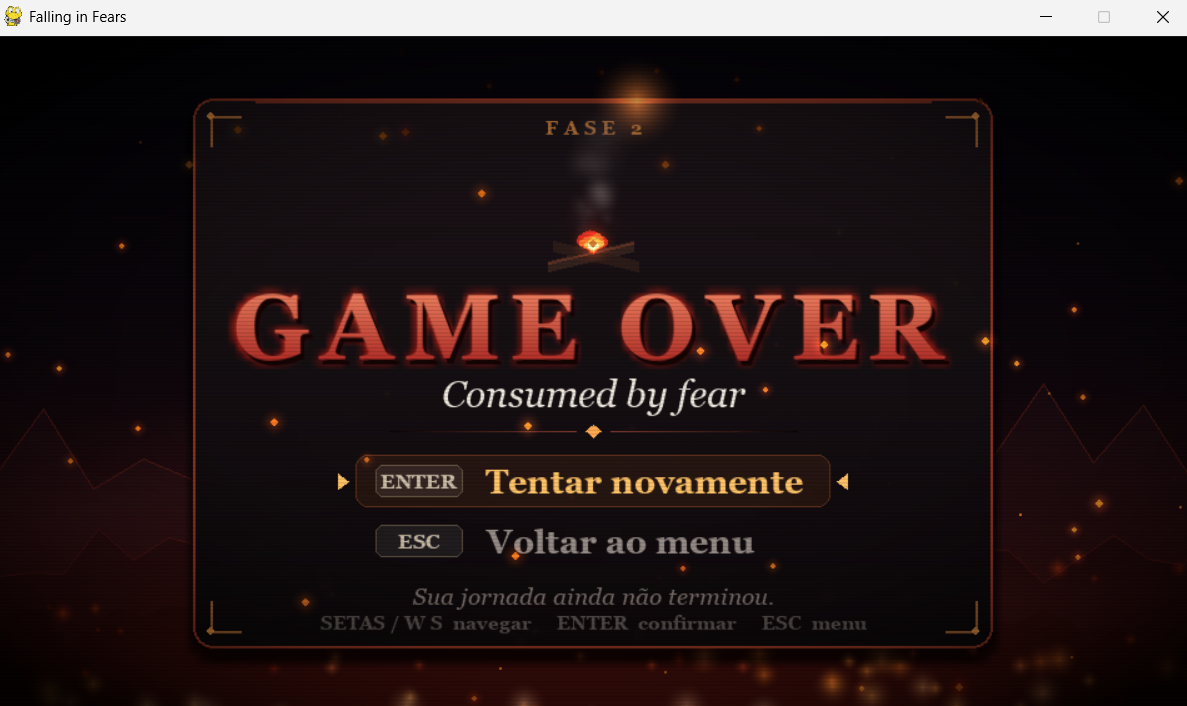 Falling in Fears
FASE 2
GAME OVER
Consumed by fear
ENTER Tentar novamente
ESC Voltar ao menu
Sua jornada ainda não terminou.
SETAS / W S navegar ENTER confirmar ESC menu